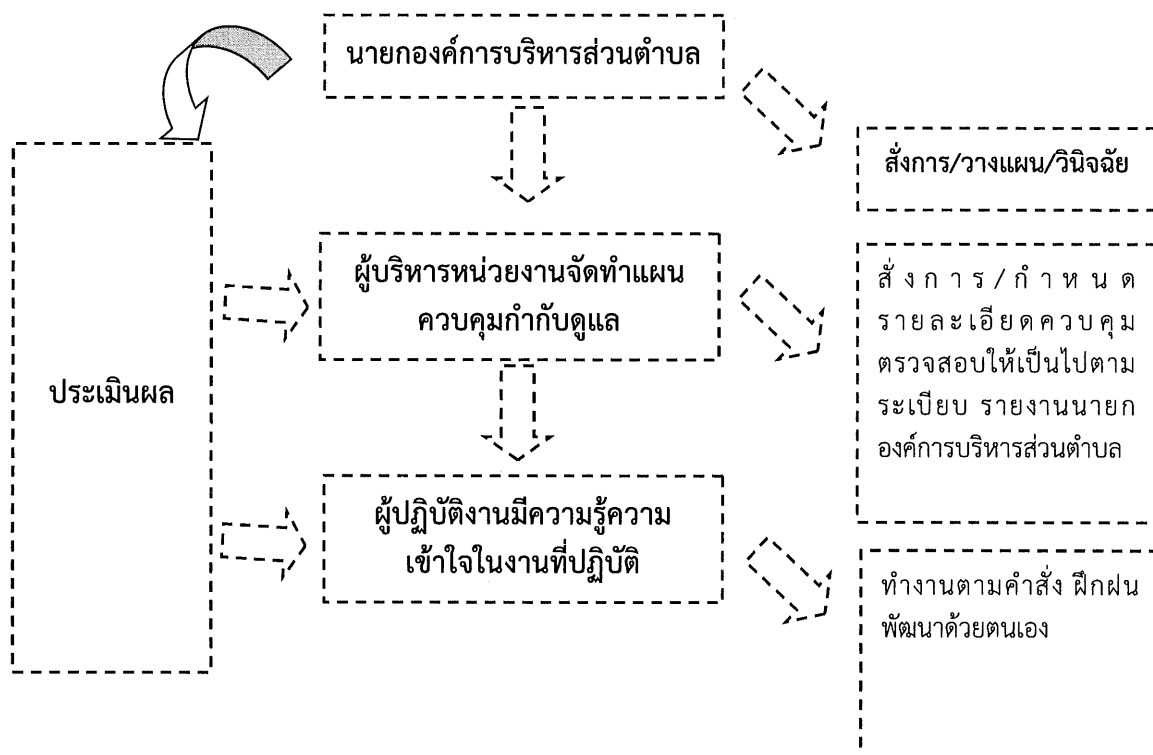 นายกองค์การบริหารส่วนตำบล
สั่งการ/วางแผน/วินิจฉัย
ผู้บริหารหน่วยงานจัดทำแผน
ควบคุมกำกับดูแล
สั่งการ/กำหนด
รายละเอียดควบคุม
ตรวจสอบให้เป็นไปตาม
ระเบียบ รายงานนายก
องค์การบริหารส่วนตำบล
ประเมินผล
ผู้ปฏิบัติงานมีความรู้ความ
เข้าใจในงานที่ปฏิบัติ
ทำงานตามคำสั่ง ฝึกฝน
พัฒนาด้วยตนเอง